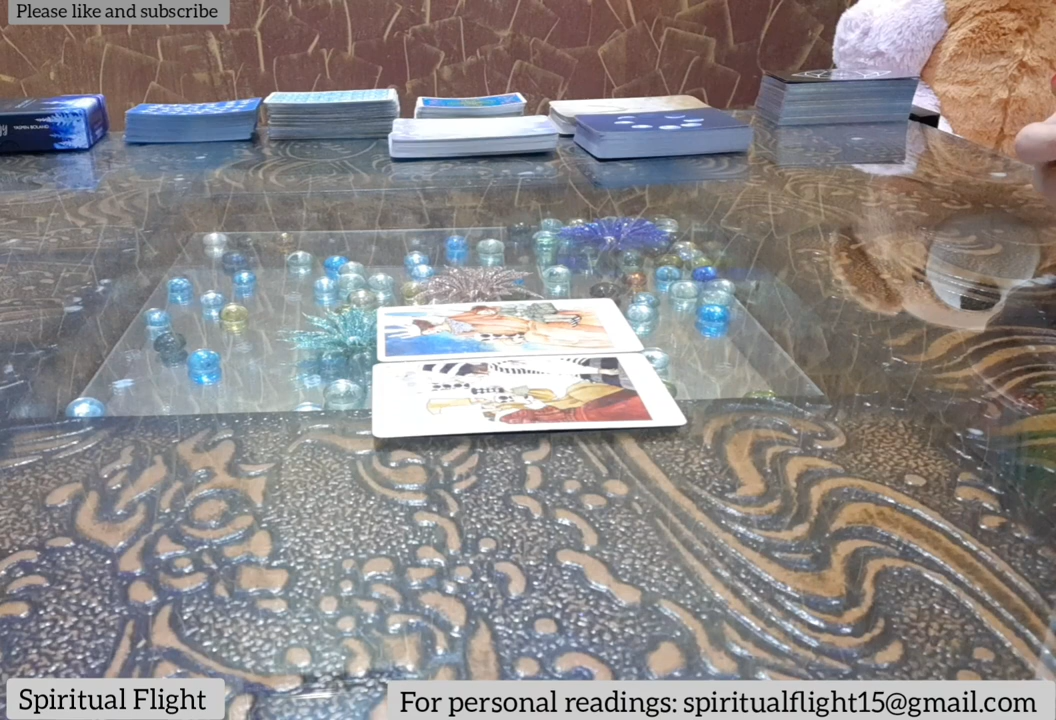 Please like and subscribe
Spiritual Flight
For personal readings: spiritualflight15@gmail.com